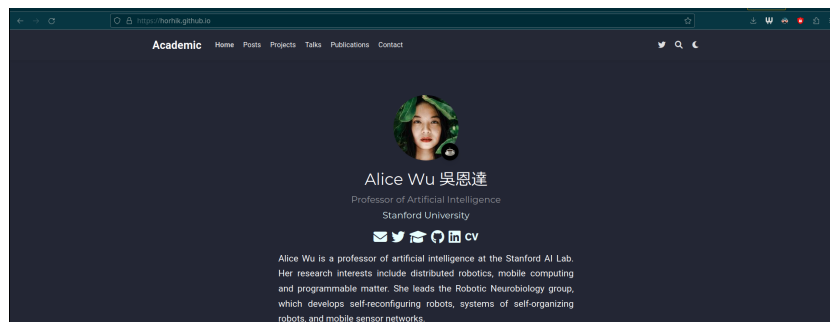 https://horhik.github.io
Academic Home Posts Projects Talks Publications Contact
Alice Wu 吳恩達
Professor of Artificial Intelligence
Stanford University
CV
Alice Wu is a professor of artificial intelligence at the Stanford AI Lab.
Her research interests include distributed robotics, mobile computing
and programmable matter. She leads the Robotic Neurobiology group,
which develops self-reconfiguring robots, systems of self-organizing
robots, and mobile sensor networks.